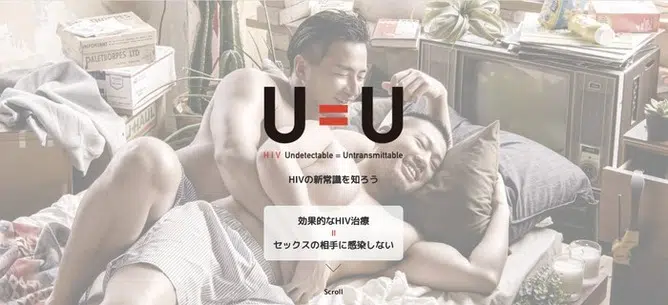 U=U
HIV Undetectable = Untransmittable
HIVの新常識を知ろう
効果的なHIV治療
=
セックスの相手に感染しない
Scroll